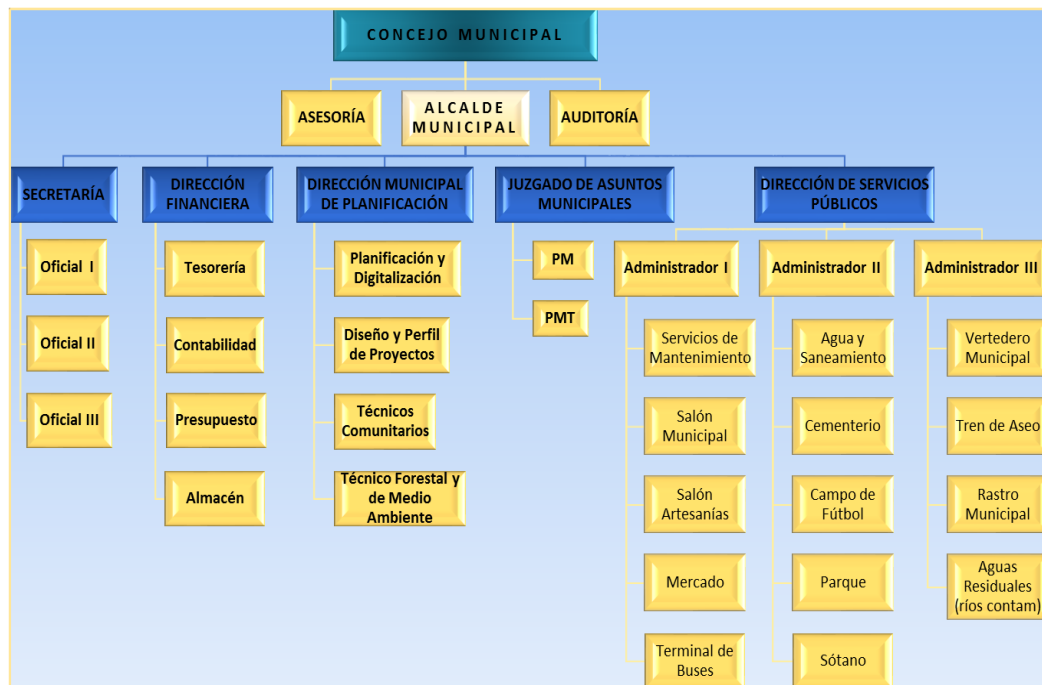 CONCEJO MUNICIPAL
ASESORÍA
ALCALDE
MUNICIPAL
AUDITORÍA
SECRETARÍA
Oficial I
Oficial II
Oficial III
DIRECCIÓN
FINANCIERA
Tesorería
Contabilidad
Presupuesto
Almacén
DIRECCIÓN MUNICIPAL
DE PLANIFICACIÓN
Planificación y
Digitalización
Diseño y Perfil
de Proyectos
Técnicos
Comunitarios
Técnico Forestal y
de Medio
Ambiente
JUZGADO DE ASUNTOS
MUNICIPALES
PM
PMT
DIRECCIÓN DE SERVICIOS
PÚBLICOS
Administrador I
Servicios de
Mantenimiento
Salón
Municipal
Salón
Artesanías
Mercado
Terminal de
Buses
Administrador II
Agua y
Saneamiento
Cementerio
Campo de
Fútbol
Parque
Sótano
Administrador III
Vertedero
Municipal
Tren de Aseo
Rastro
Municipal
Aguas
Residuales
(ríos contam)